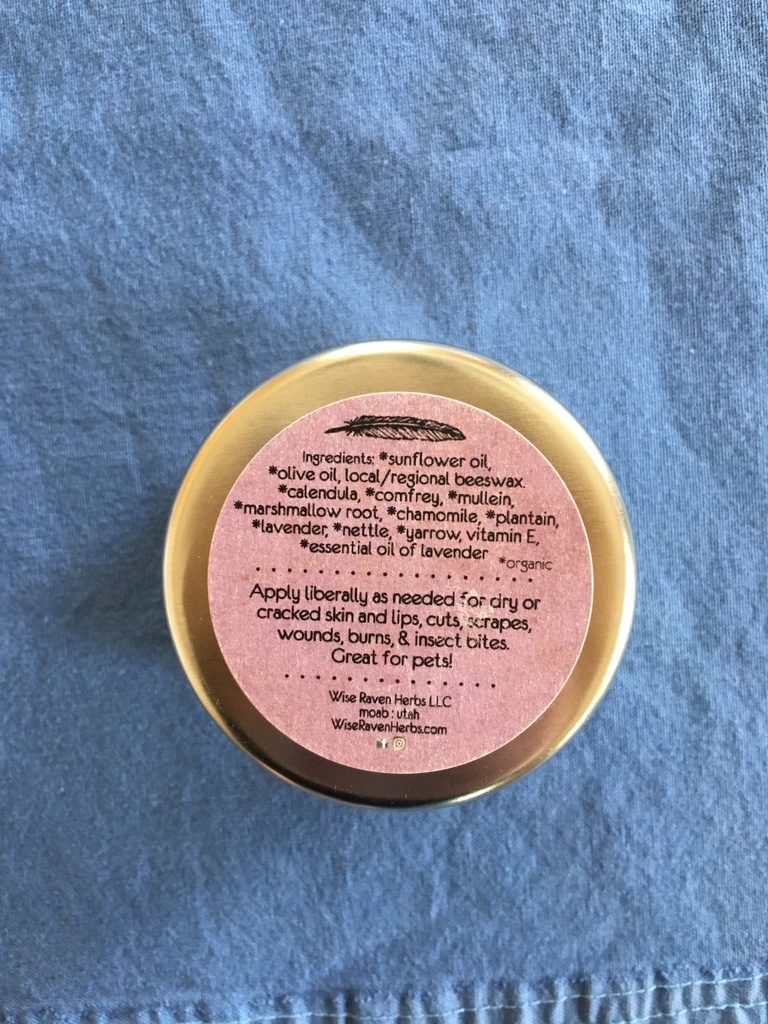 Ingredients: *sunflower oil,
*olive oil, local/regional beeswax.
*calendula, *comfrey, *mullein,
*marshmallow root, *chamomile, *plantain,
*lavender, *nettle, *yarrow, vitamin E,
*essential oil of lavender *organic
Apply liberally as needed for dry or
cracked skin and lips, cuts, scrapes,
wounds, burns, & insect bites.
Great for pets!
Wise Raven Herbs LLC
moab : utah
WiseRavenHerbs.com